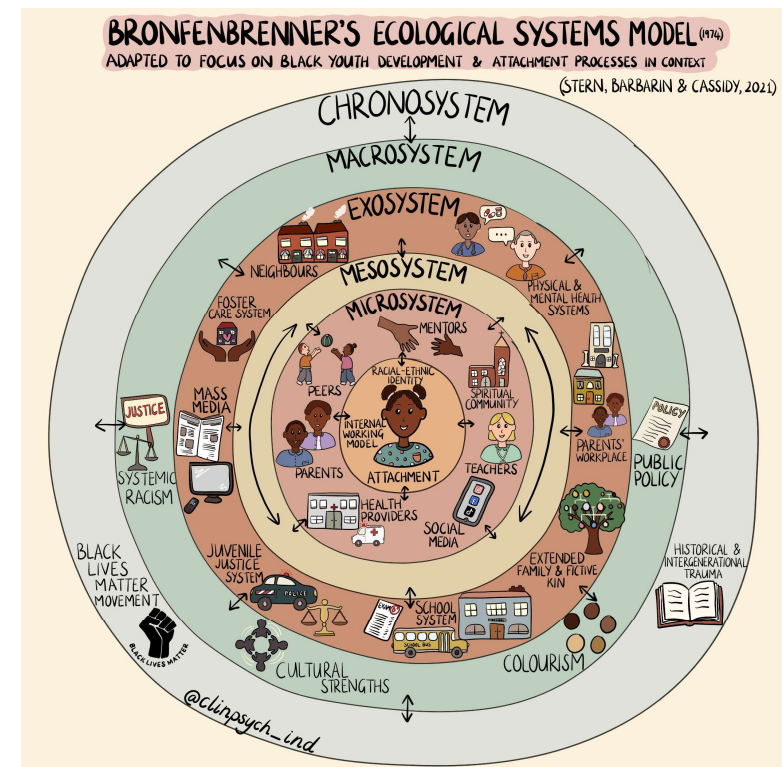 BRONFENBRENNER'S ECOLOGICAL SYSTEMS MODEL (1974)
ADAPTED TO FOCUS ON BLACK YOUTH DEVELOPMENT & ATTACHMENT PROCESSES IN CONTEXT
(STERN, BARBARIN & CASSIDY, 2021)
CHRONOSYSTEM
MACROSYSTEM
EXOSYSTEM
NEIGHBOURS
MESOSYSTEM
PHYSICAL &
MENTAL HEALTH
SYSTEMS
FOSTER
CARE SYSTEM
MICROSYSTEM
MENTORS
RACIAL-ETHNIC
IDENTITY
PEERS
SPIRITUAL
COMMUNITY
MASS
MEDIA
JUSTICE
INTERNAL
WORKING
MODEL
POLICY
PARENTS'
WORKPLACE
PARENTS
ATTACHMENT
TEACHERS
SYSTEMIC
RACISM
PUBLIC
POLICY
HEALTH
PROVIDERS
SOCIAL
MEDIA
BLACK
LIVES
MATTER
MOVEMENT
JUVENILE
JUSTICE
SYSTEM
POLICE
EXTENDED
FAMILY & FICTIVE
KIN
HISTORICAL &
INTERGENERATIONAL
TRAUMA
EXAM
SCHOOL
SYSTEM
SCHOOL BUS
BLACK LIVES MATTER
CULTURAL
STRENGTHS
COLOURISM
@clinpsych_ind